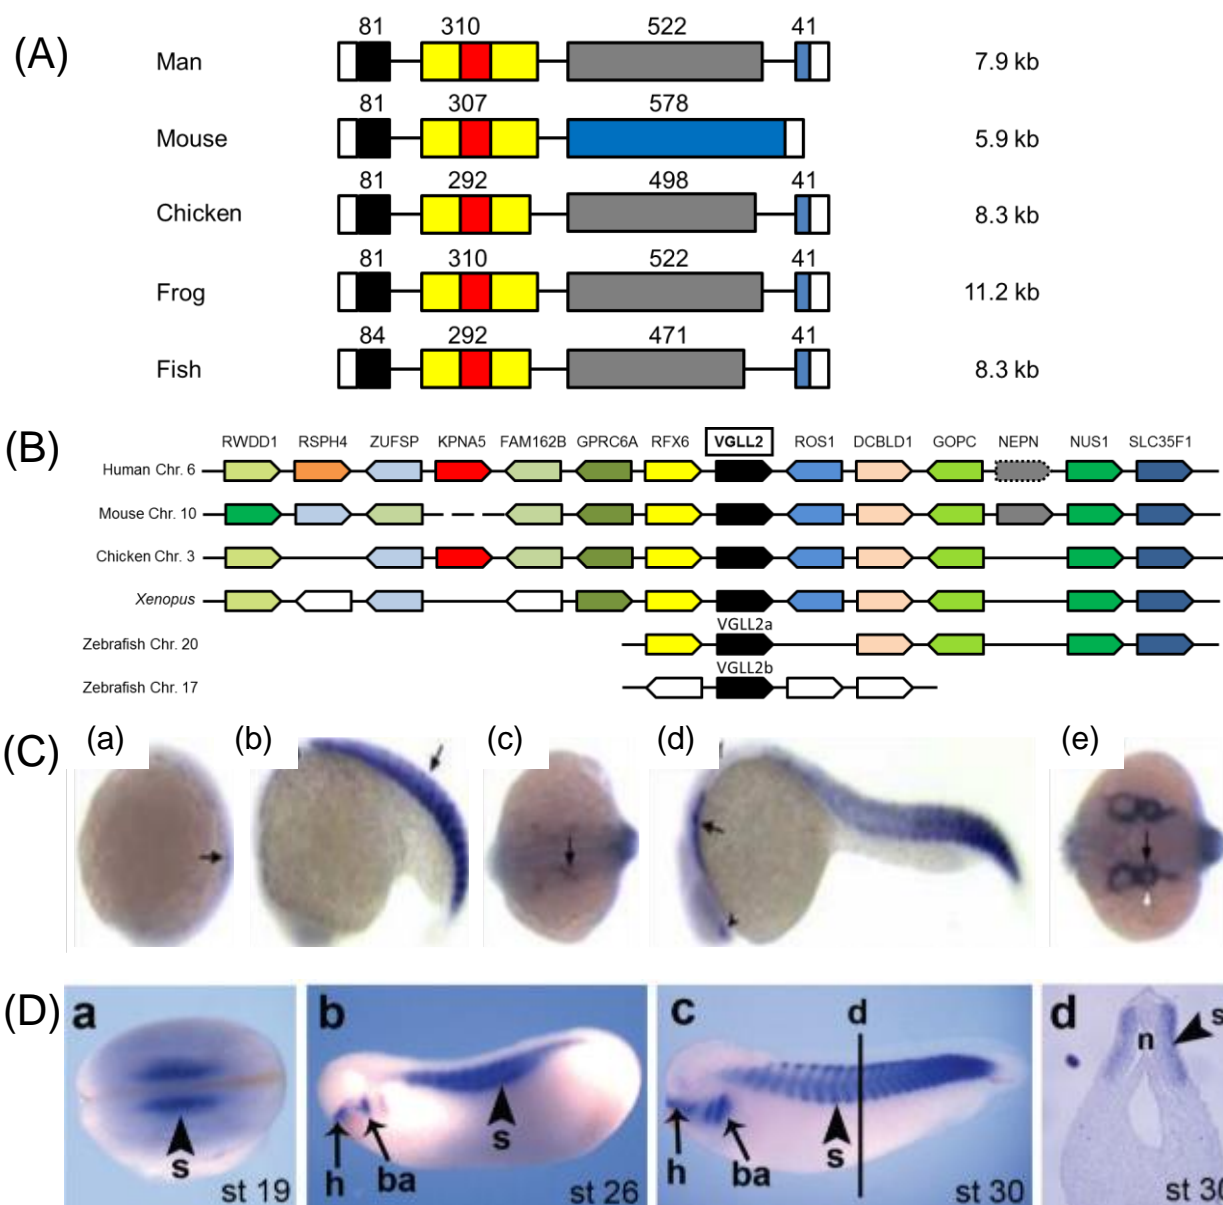 (A)
81 310 522 41
Man 7.9 kb
81 307 578
Mouse 5.9 kb
81 292 498 41
Chicken 8.3 kb
81 310 522 41
Frog 11.2 kb
84 292 471 41
Fish 8.3 kb
(B)
RWDD1 RSPH4 ZUFSP KPNA5 FAM162B GPRC6A RFX6 VGLL2 ROS1 DCBLD1 GOPC NEPN NUS1 SLC35F1
Human Chr. 6
Mouse Chr. 10
Chicken Chr. 3
Xenopus
VGLL2a
Zebrafish Chr. 20
VGLL2b
Zebrafish Chr. 17
(C) (a) (b) (c) (d) (e)
(D) a b c d d
s n
s h ba s h ba s
st 19 st 26 st 30 st 30